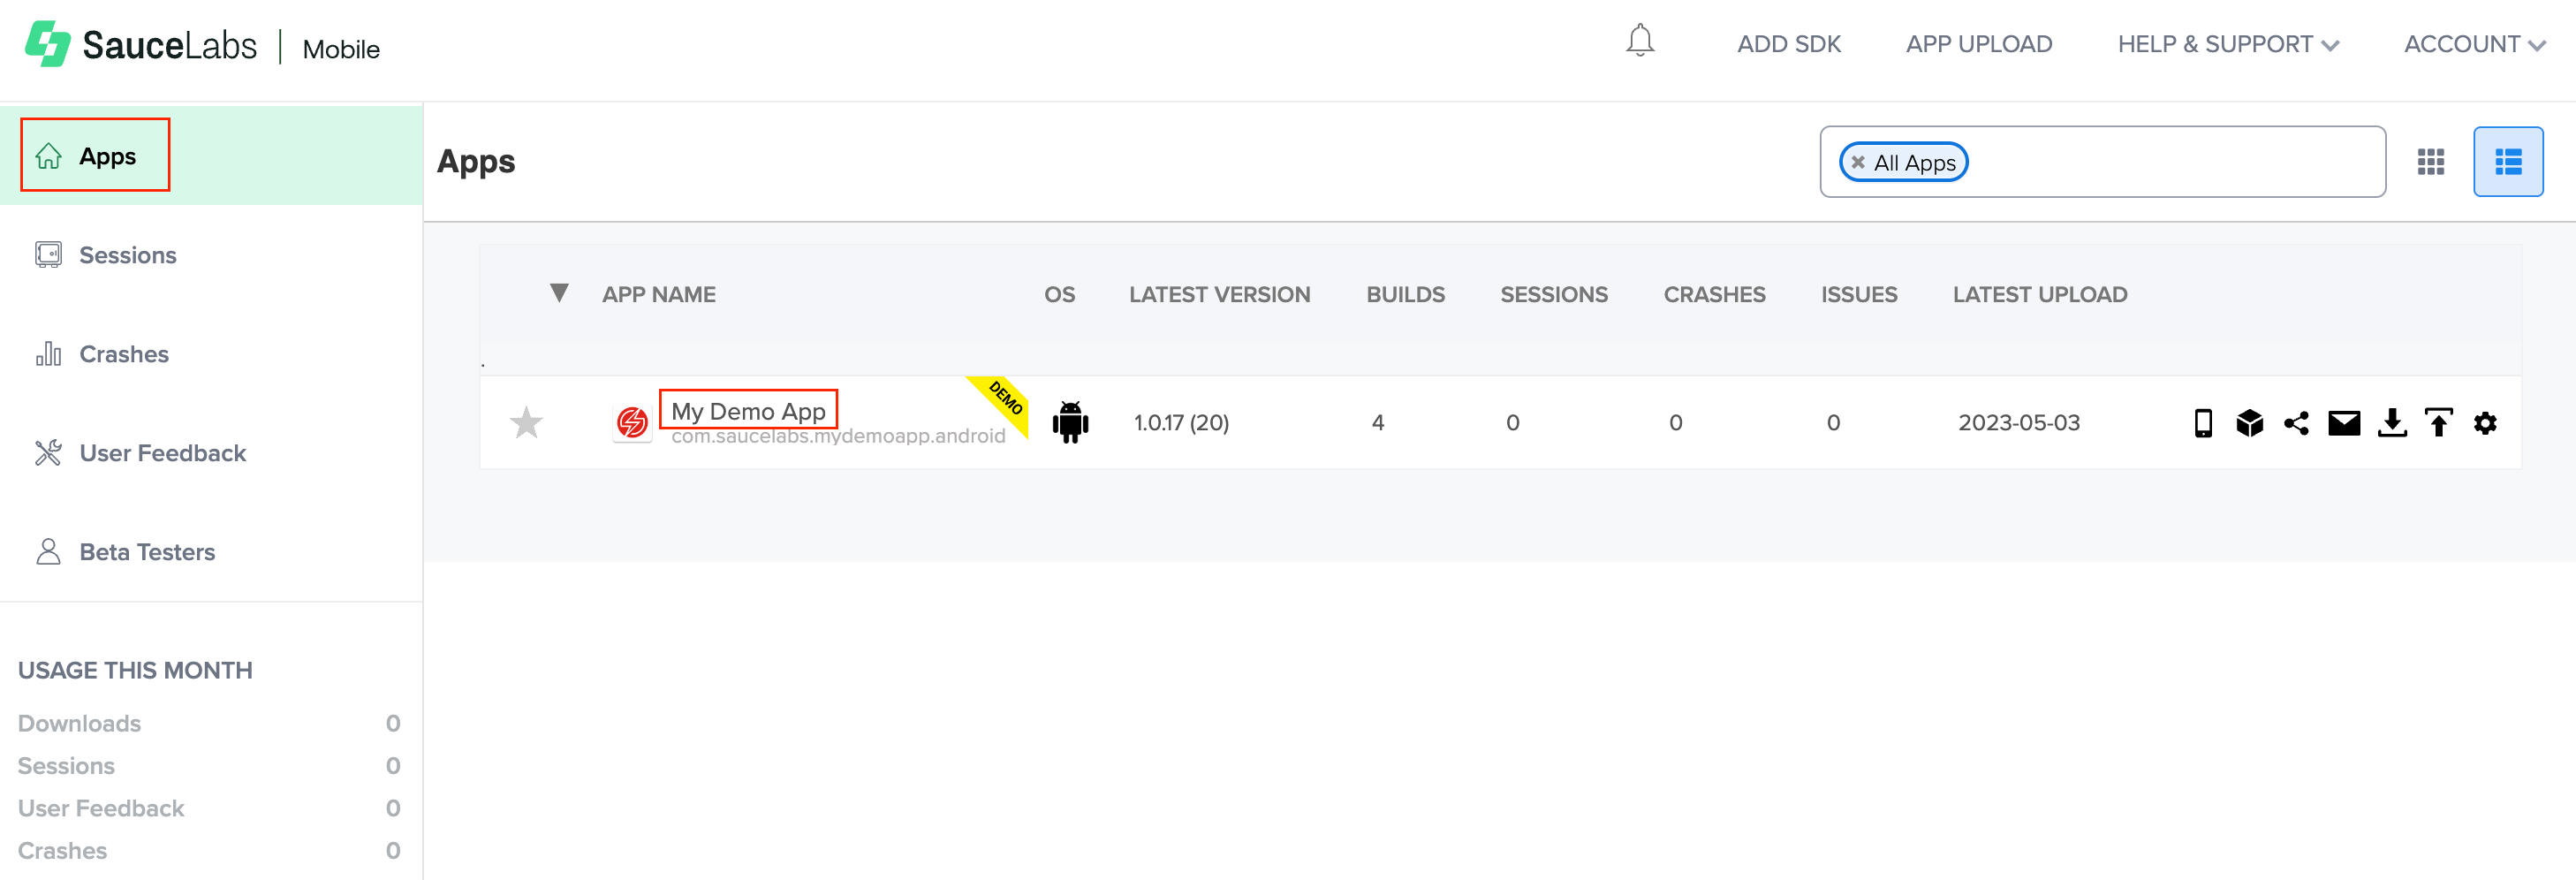 SauceLabs | Mobile
ADD SDK
APP UPLOAD
HELP & SUPPORT
ACCOUNT
Apps
Sessions
Crashes
User Feedback
Beta Testers
USAGE THIS MONTH
Downloads 0
Sessions 0
User Feedback 0
Crashes 0
Apps
All Apps
APP NAME OS LATEST VERSION BUILDS SESSIONS CRASHES ISSUES LATEST UPLOAD
.
My Demo App DEMO 1.0.17 (20) 4 0 0 0 2023-05-03
com.saucelabs.mydemoapp.android